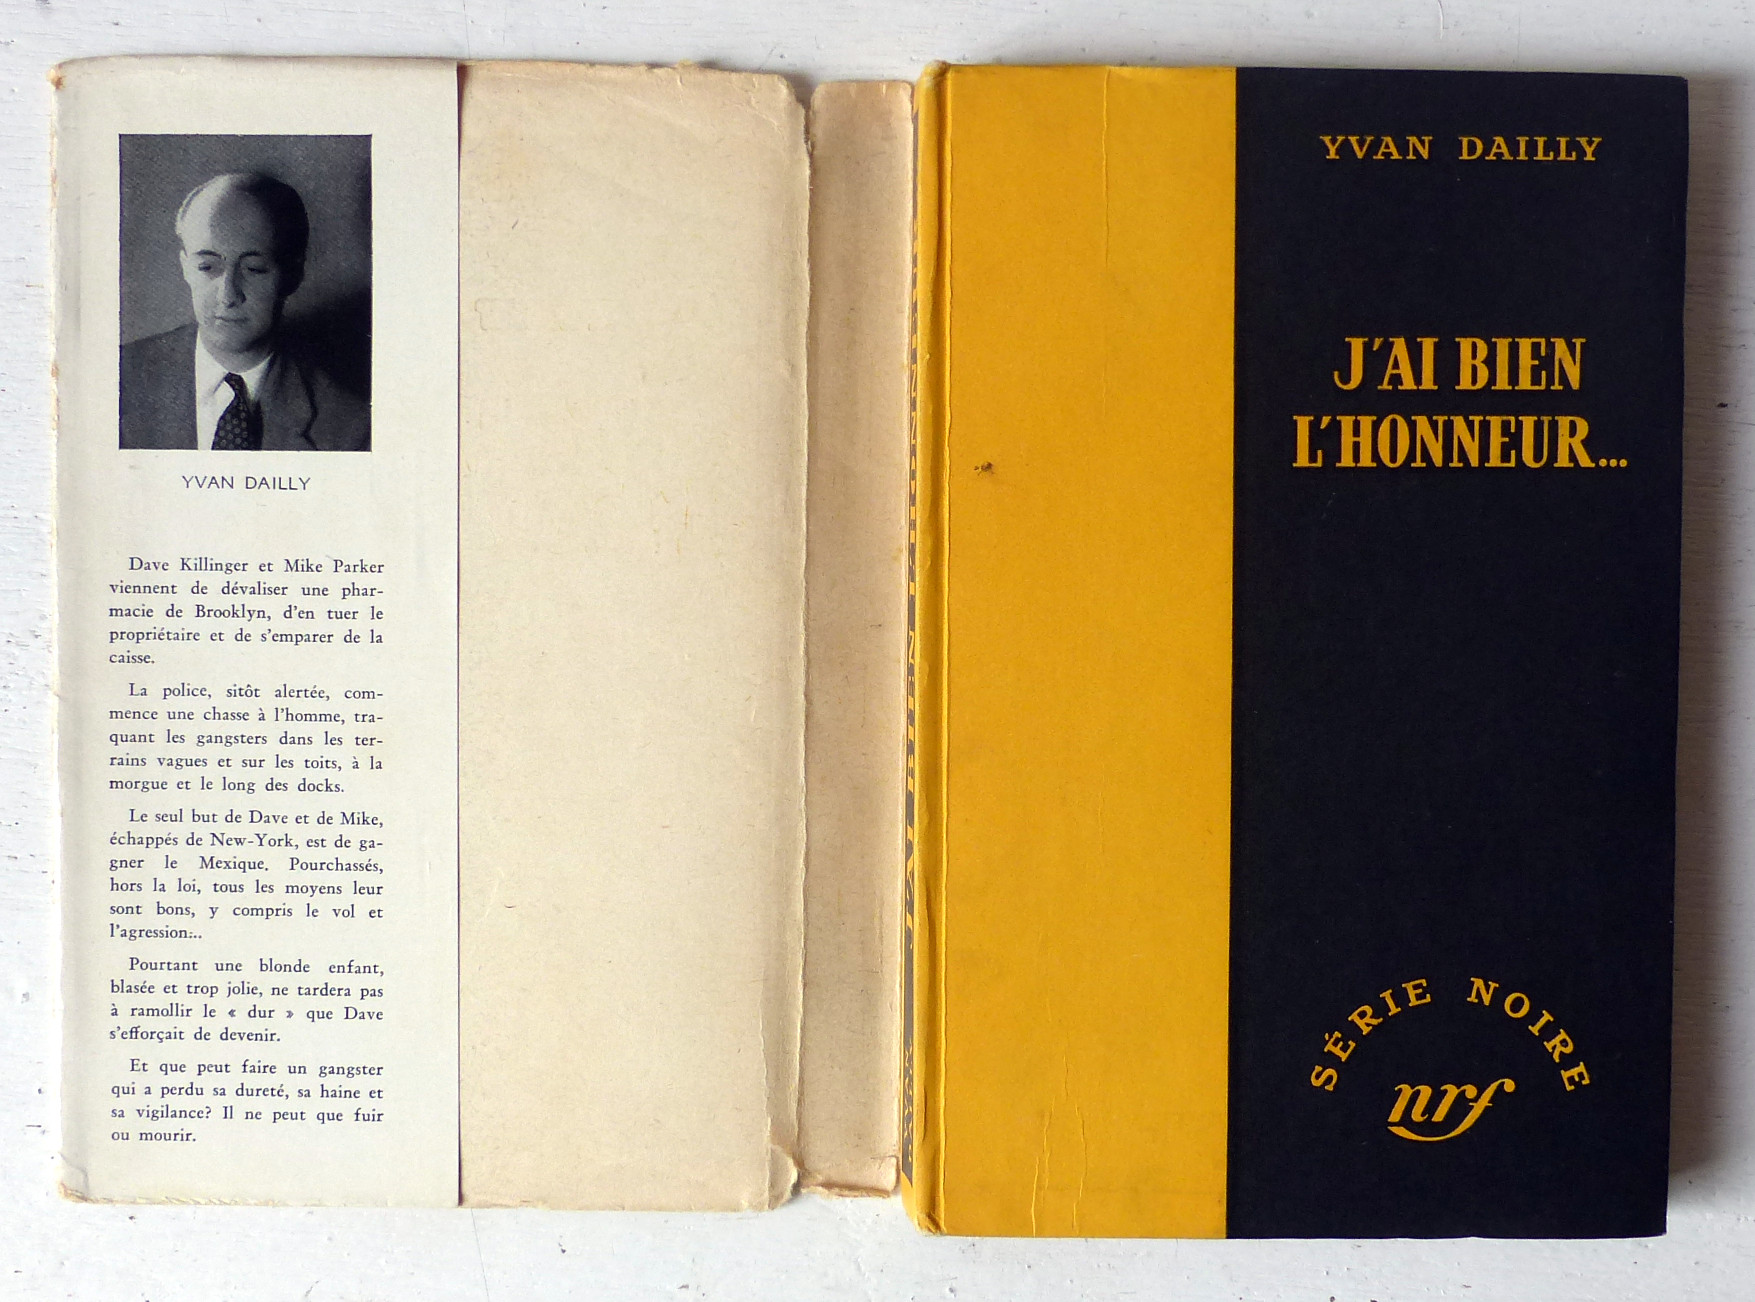 YVAN DAILLY
Dave Killinger et Mike Parker
viennent de dévaliser une phar-
macie de Brooklyn, d'en tuer le
propriétaire et de s'emparer de la
caisse.
La police, sitôt alertée, com-
mence une chasse à l'homme, tra-
quant les gangsters dans les ter-
rains vagues et sur les toits, à la
morgue et le long des docks.
Le seul but de Dave et de Mike,
échappés de New-York, est de ga-
gner le Mexique. Pourchassés,
hors la loi, tous les moyens leur
sont bons, y compris le vol et
l'agression...
Pourtant une blonde enfant,
blasée et trop jolie, ne tardera pas
à ramollir le « dur » que Dave
s'efforçait de devenir.
Et que peut faire un gangster
qui a perdu sa dureté, sa haine et
sa vigilance? Il ne peut que fuir
ou mourir.
YVAN DAILLY
J'AI BIEN
L'HONNEUR...
SÉRIE NOIRE
nrf